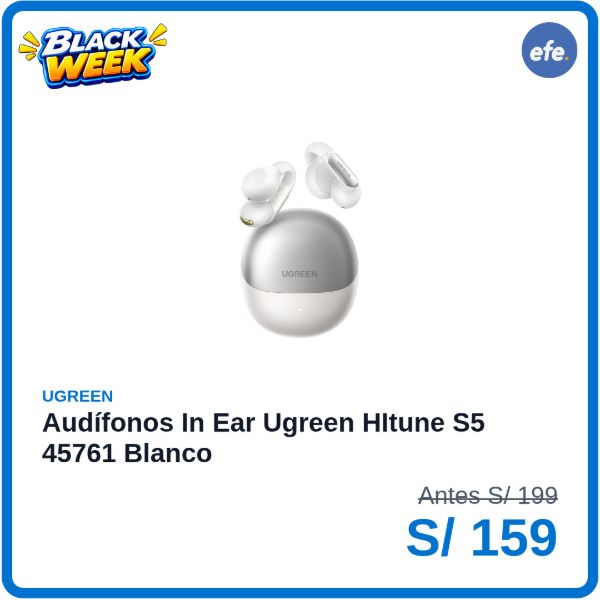 BLACK
WEEK
efe.
UGREEN
UGREEN
Audífonos In Ear Ugreen HItune S5
45761 Blanco
Antes S/ 199
S/ 159